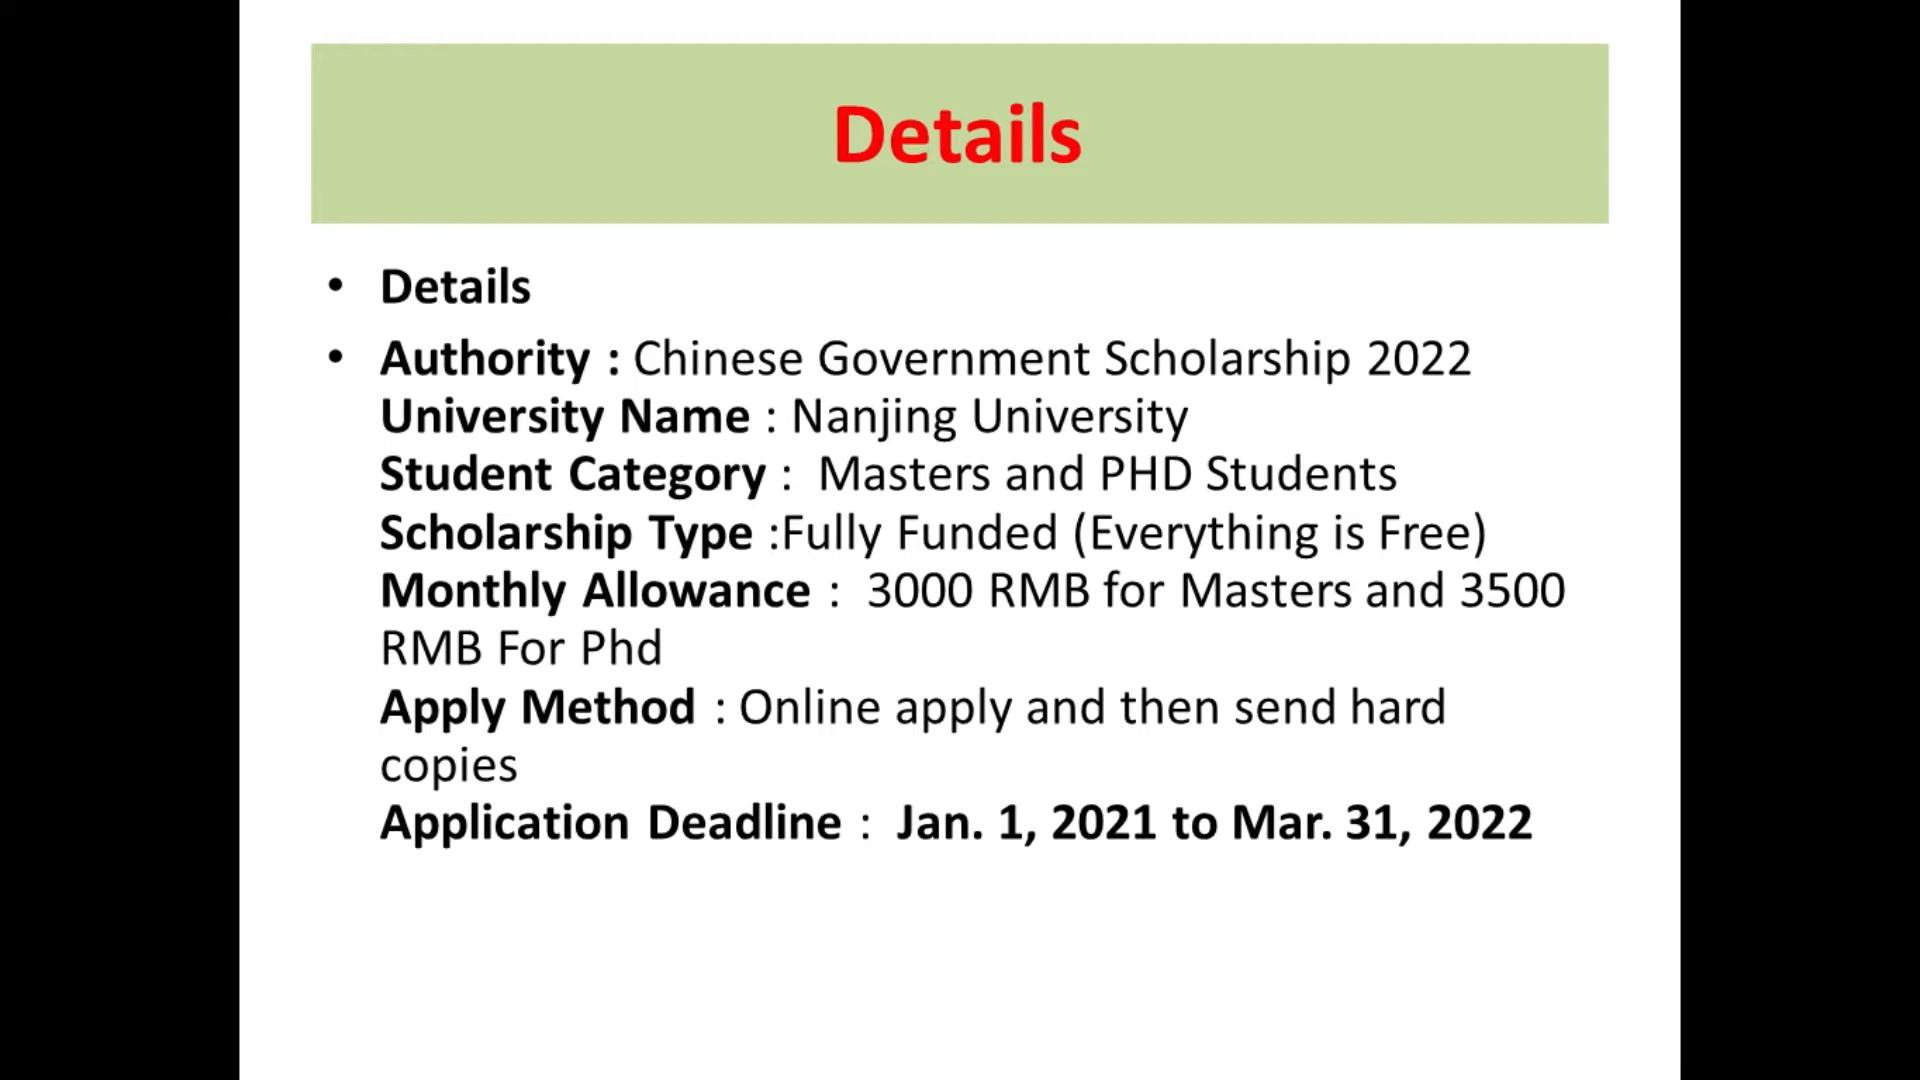 Details
• Details
• Authority : Chinese Government Scholarship 2022
University Name : Nanjing University
Student Category :  Masters and PHD Students
Scholarship Type :Fully Funded (Everything is Free)
Monthly Allowance :  3000 RMB for Masters and 3500
RMB For Phd
Apply Method : Online apply and then send hard
copies
Application Deadline :  Jan. 1, 2021 to Mar. 31, 2022